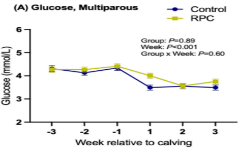 (A) Glucose, Multiparous
Control
RPC
Group: P=0.89
Week: P<0.001
Group x Week: P=0.60
Glucose (mmol/L)
6
5
4
3
2
-3 -2 -1 1 2 3
Week relative to calving